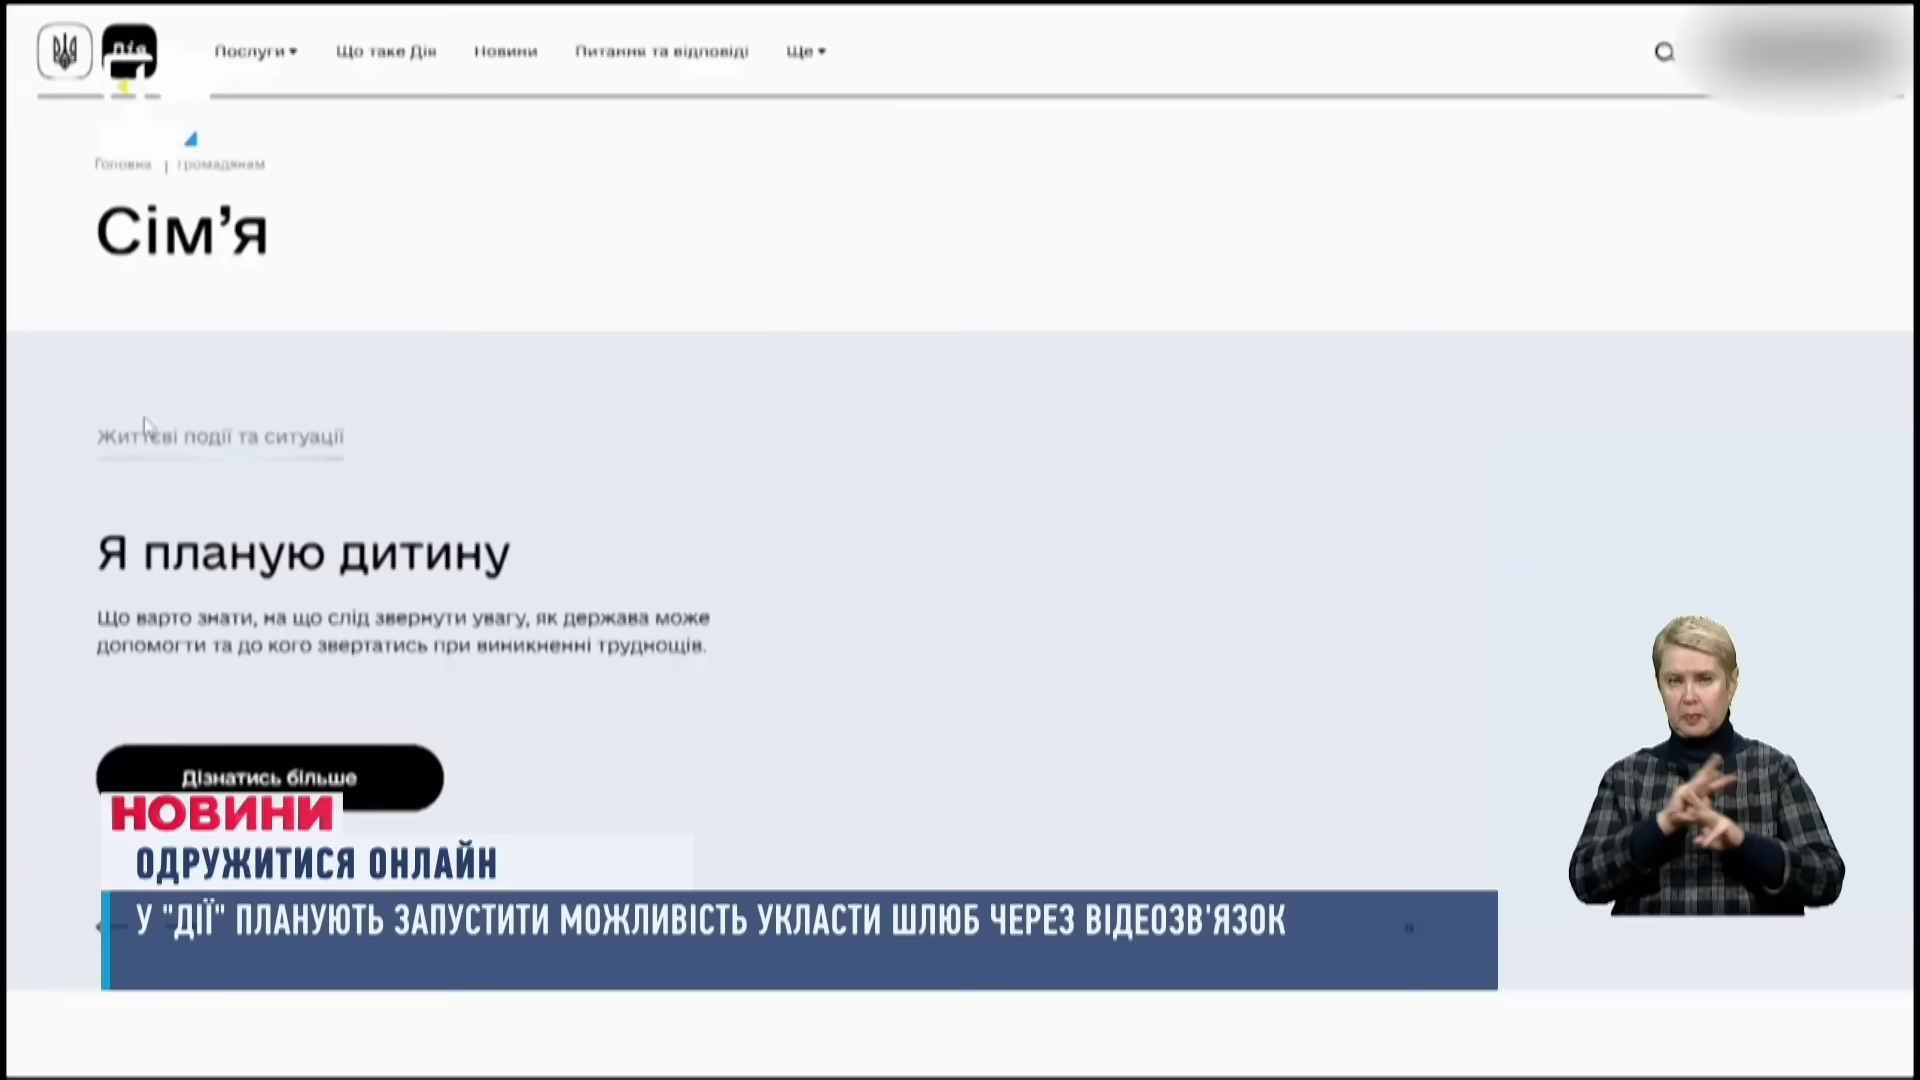 Дія
Послуги Що таке Дія Новини Питання та відповіді Ще
Головна | Громадянам
Сім’я
Життєві події та ситуації
Я планую дитину
Що варто знати, на що слід звернути увагу, як держава може
допомогти та до кого звертатись при виникненні труднощів.
Дізнатись більше
НОВИНИ
ОДРУЖИТИСЯ ОНЛАЙН
У "ДІЇ" ПЛАНУЮТЬ ЗАПУСТИТИ МОЖЛИВІСТЬ УКЛАСТИ ШЛЮБ ЧЕРЕЗ ВІДЕОЗВ'ЯЗОК